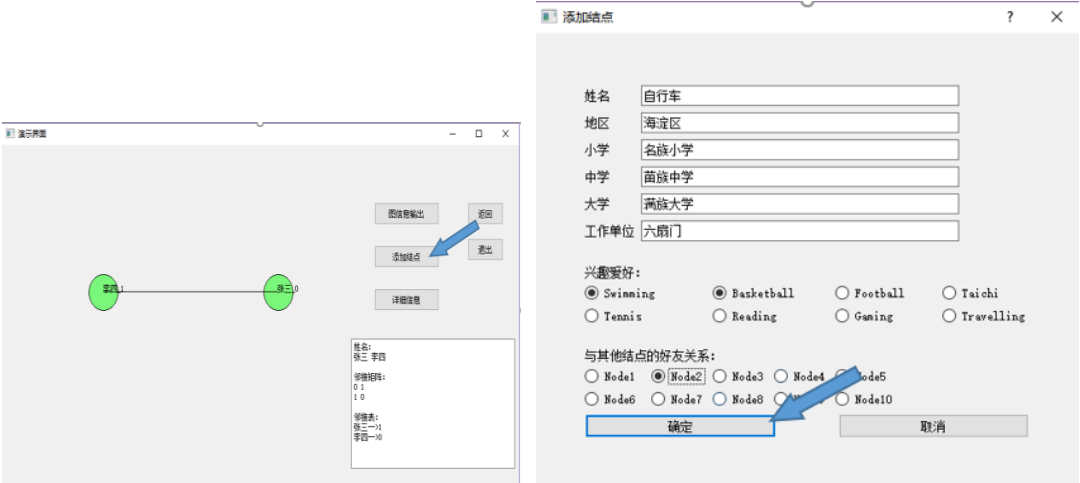 演示界面
图信息输出 返回
添加结点 退出
李四_1 张三_0
详细信息
姓名:
张三 李四
邻接矩阵:
0 1
1 0
邻接表:
张三—>1
李四—>0
添加结点
姓名 自行车
地区 海淀区
小学 名族小学
中学 苗族中学
大学 满族大学
工作单位 六扇门
兴趣爱好:
Swimming Basketball Football Taichi
Tennis Reading Gaming Travelling
与其他结点的好友关系:
Node1 Node2 Node3 Node4 Node5
Node6 Node7 Node8 Node10
确定 取消